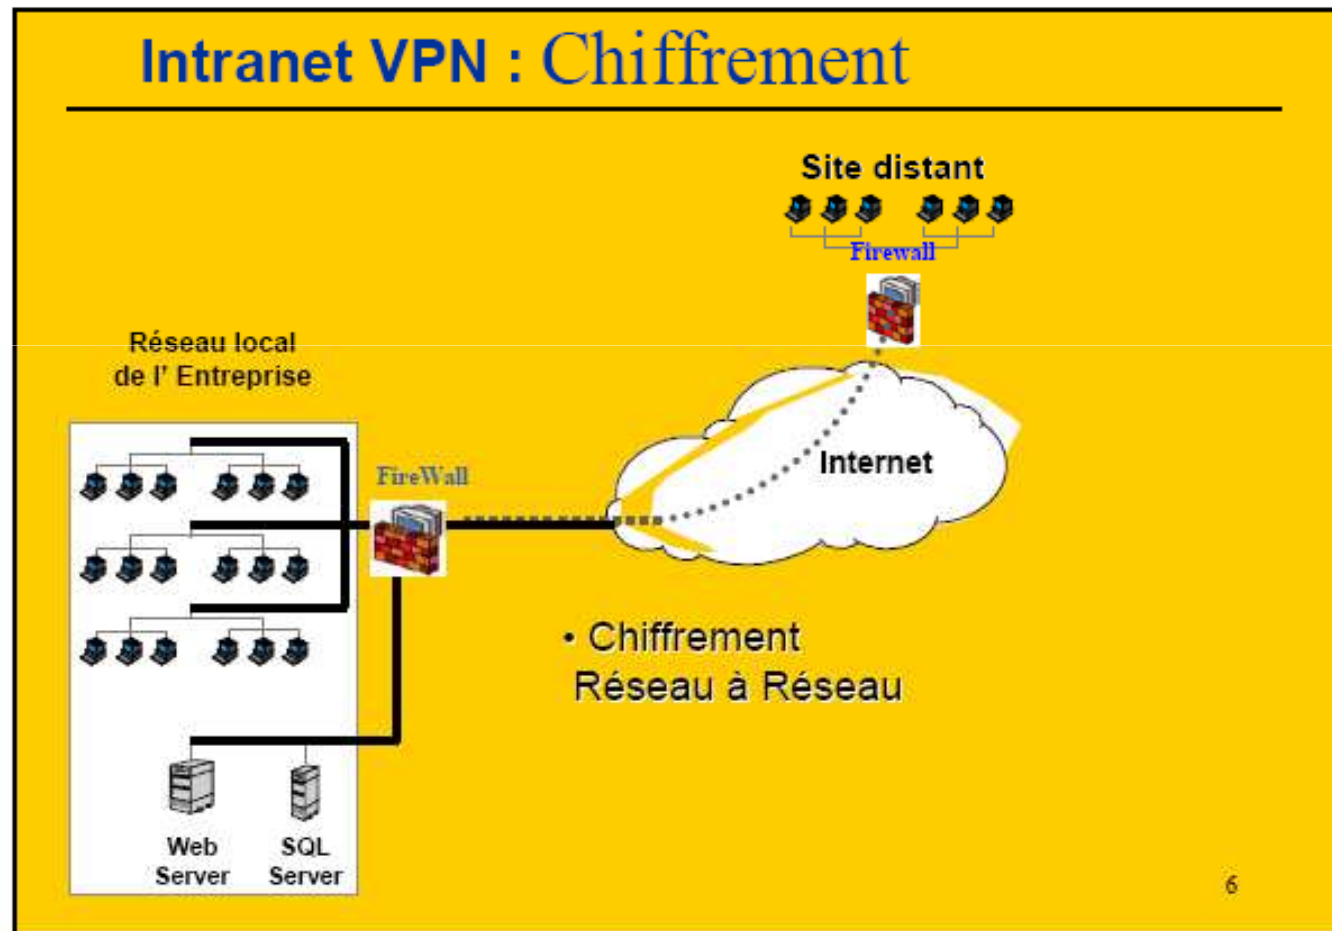 Intranet VPN : Chiffrement
Site distant
Firewall
Réseau local
de l' Entreprise
FireWall
Internet
• Chiffrement
Réseau à Réseau
Web
Server
SQL
Server
6